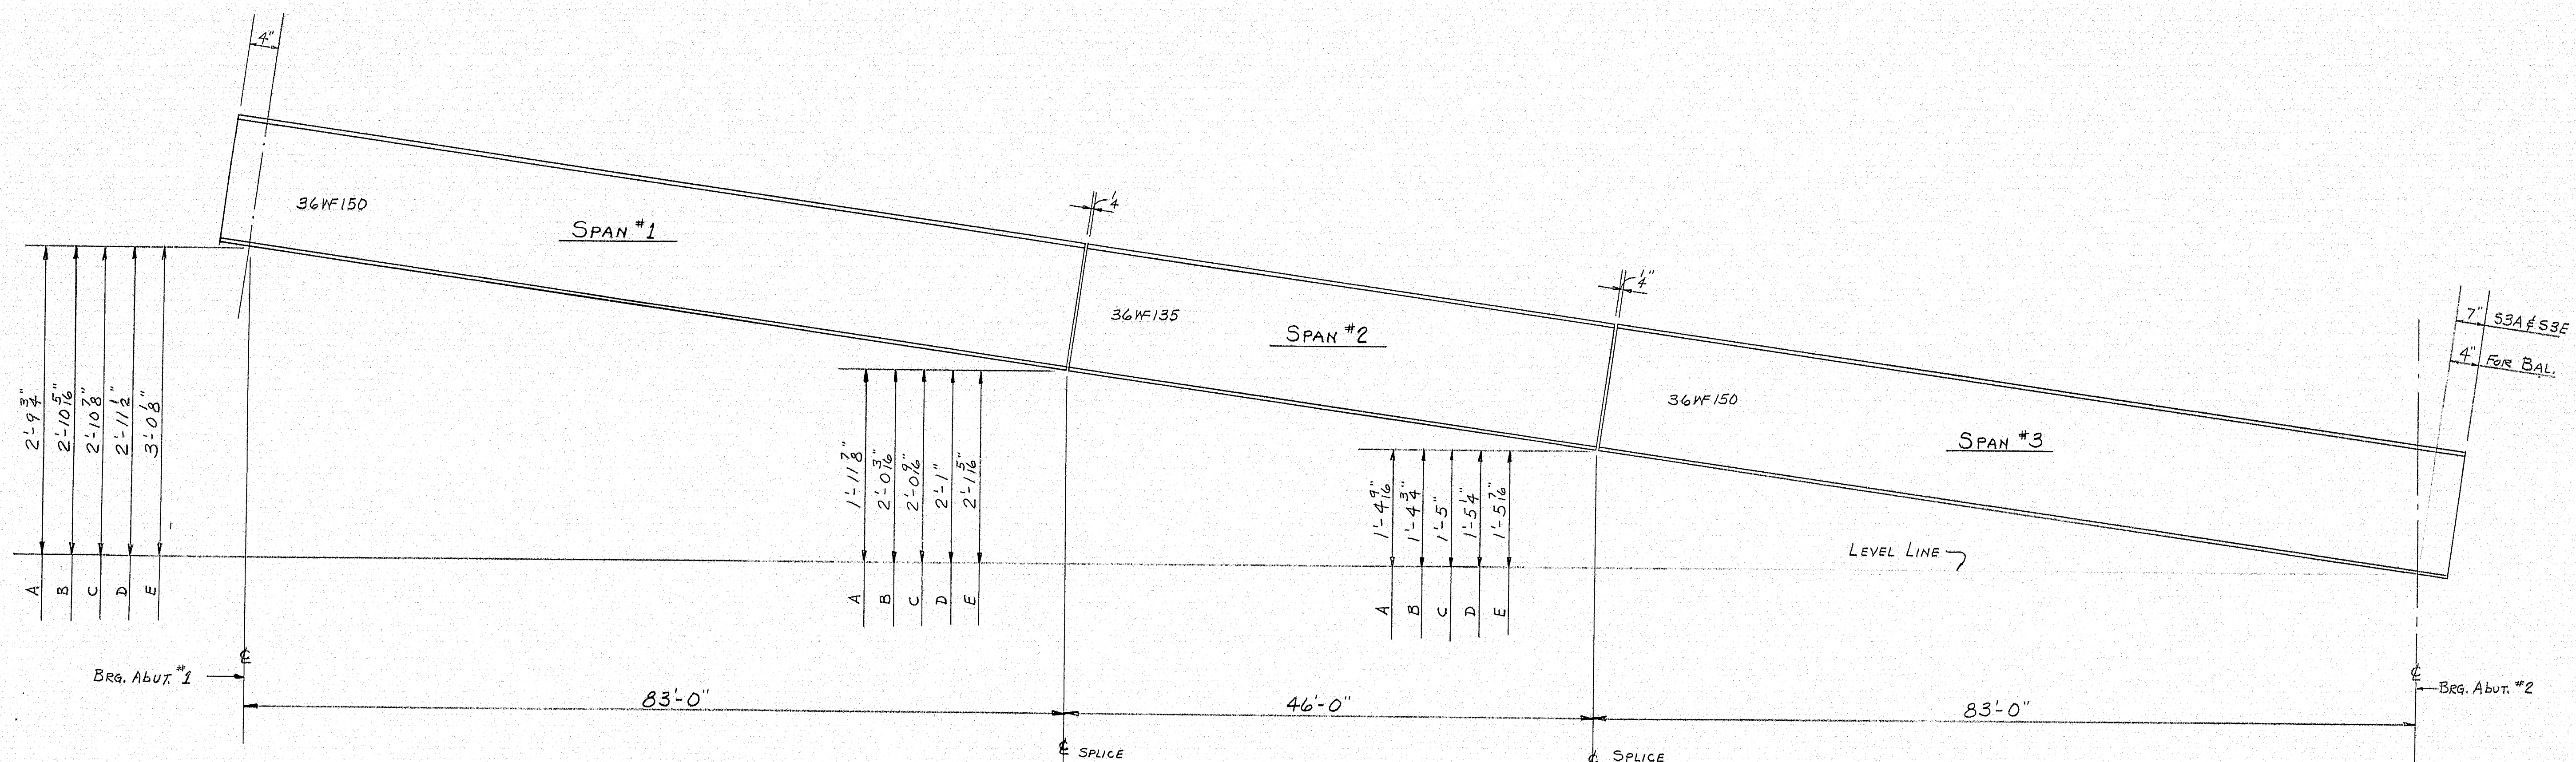 4"
36WF150
SPAN #1
1/4
36WF135
SPAN #2
1/4"
36WF150
SPAN #3
7" S3A & S3E
4" FOR BAL.
2'-9 3/4"
2'-10 5/16"
2'-10 7/8"
2'-11 1/2"
3'-0 1/8"
A
B
C
D
E
1'-11 7/8"
2'-0 3/16"
2'-0 9/16"
2'-1"
2'-1 5/16"
A
B
C
D
E
1'-4 9/16"
1'-4 3/4"
1'-5"
1'-5 1/4"
1'-5 7/16"
A
B
C
D
E
LEVEL LINE
℄
BRG. ABUT. #1
83'-0"
46'-0"
83'-0"
℄
BRG. ABUT. #2
℄ SPLICE
℄ SPLICE